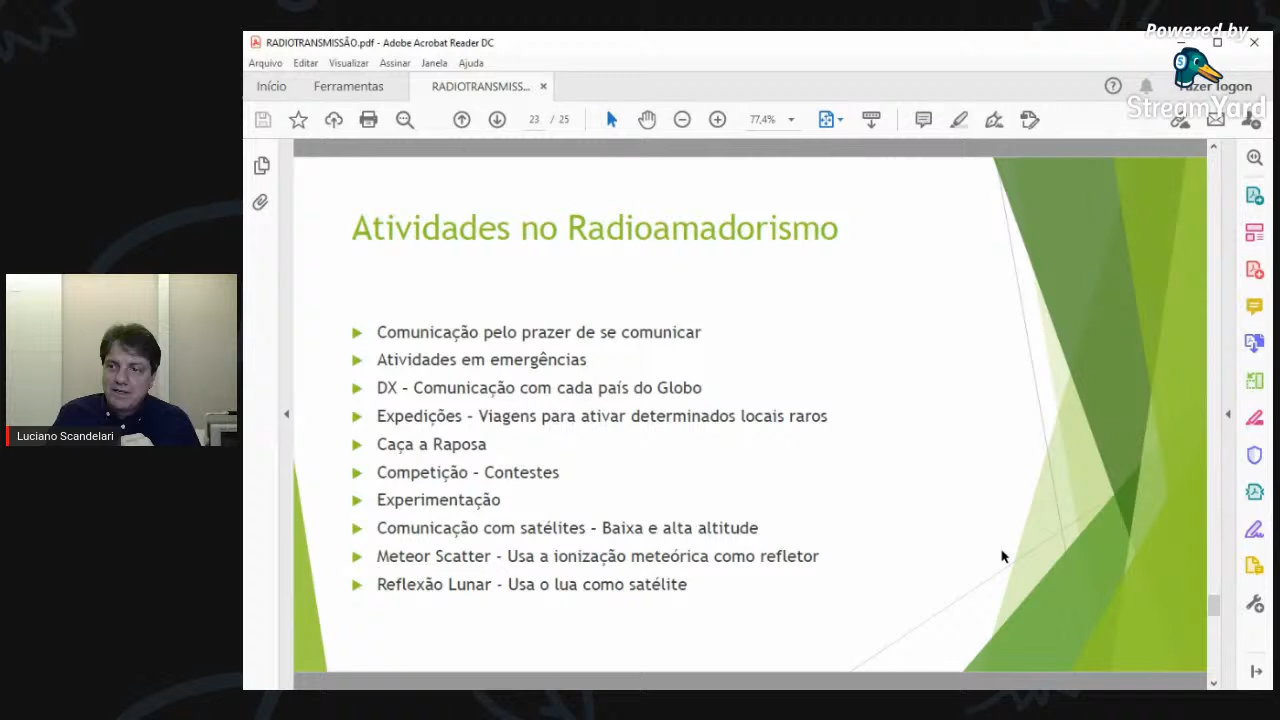 Powered by
StreamYard
RADIOTRANSMISSÃO.pdf - Adobe Acrobat Reader DC
Arquivo Editar Visualizar Assinar Janela Ajuda
Início Ferramentas RADIOTRANSMISS... Fazer logon
23 / 25 77,4%
Atividades no Radioamadorismo
Comunicação pelo prazer de se comunicar
Atividades em emergências
DX – Comunicação com cada país do Globo
Expedições – Viagens para ativar determinados locais raros
Caça a Raposa
Competição – Contestes
Experimentação
Comunicação com satélites – Baixa e alta altitude
Meteor Scatter - Usa a ionização meteórica como refletor
Reflexão Lunar - Usa o lua como satélite
Luciano Scandelari